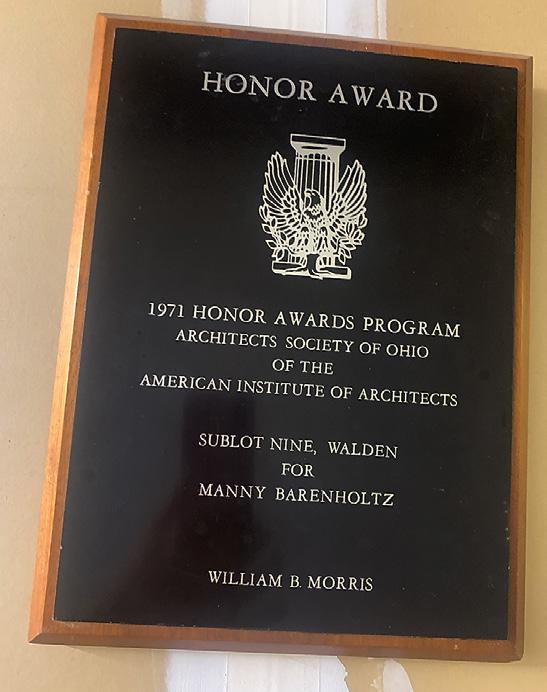 HONOR AWARD
1971 HONOR AWARDS PROGRAM
ARCHITECTS SOCIETY OF OHIO
OF THE
AMERICAN INSTITUTE OF ARCHITECTS
SUBLOT NINE, WALDEN
FOR
MANNY BARENHOLTZ
WILLIAM B. MORRIS